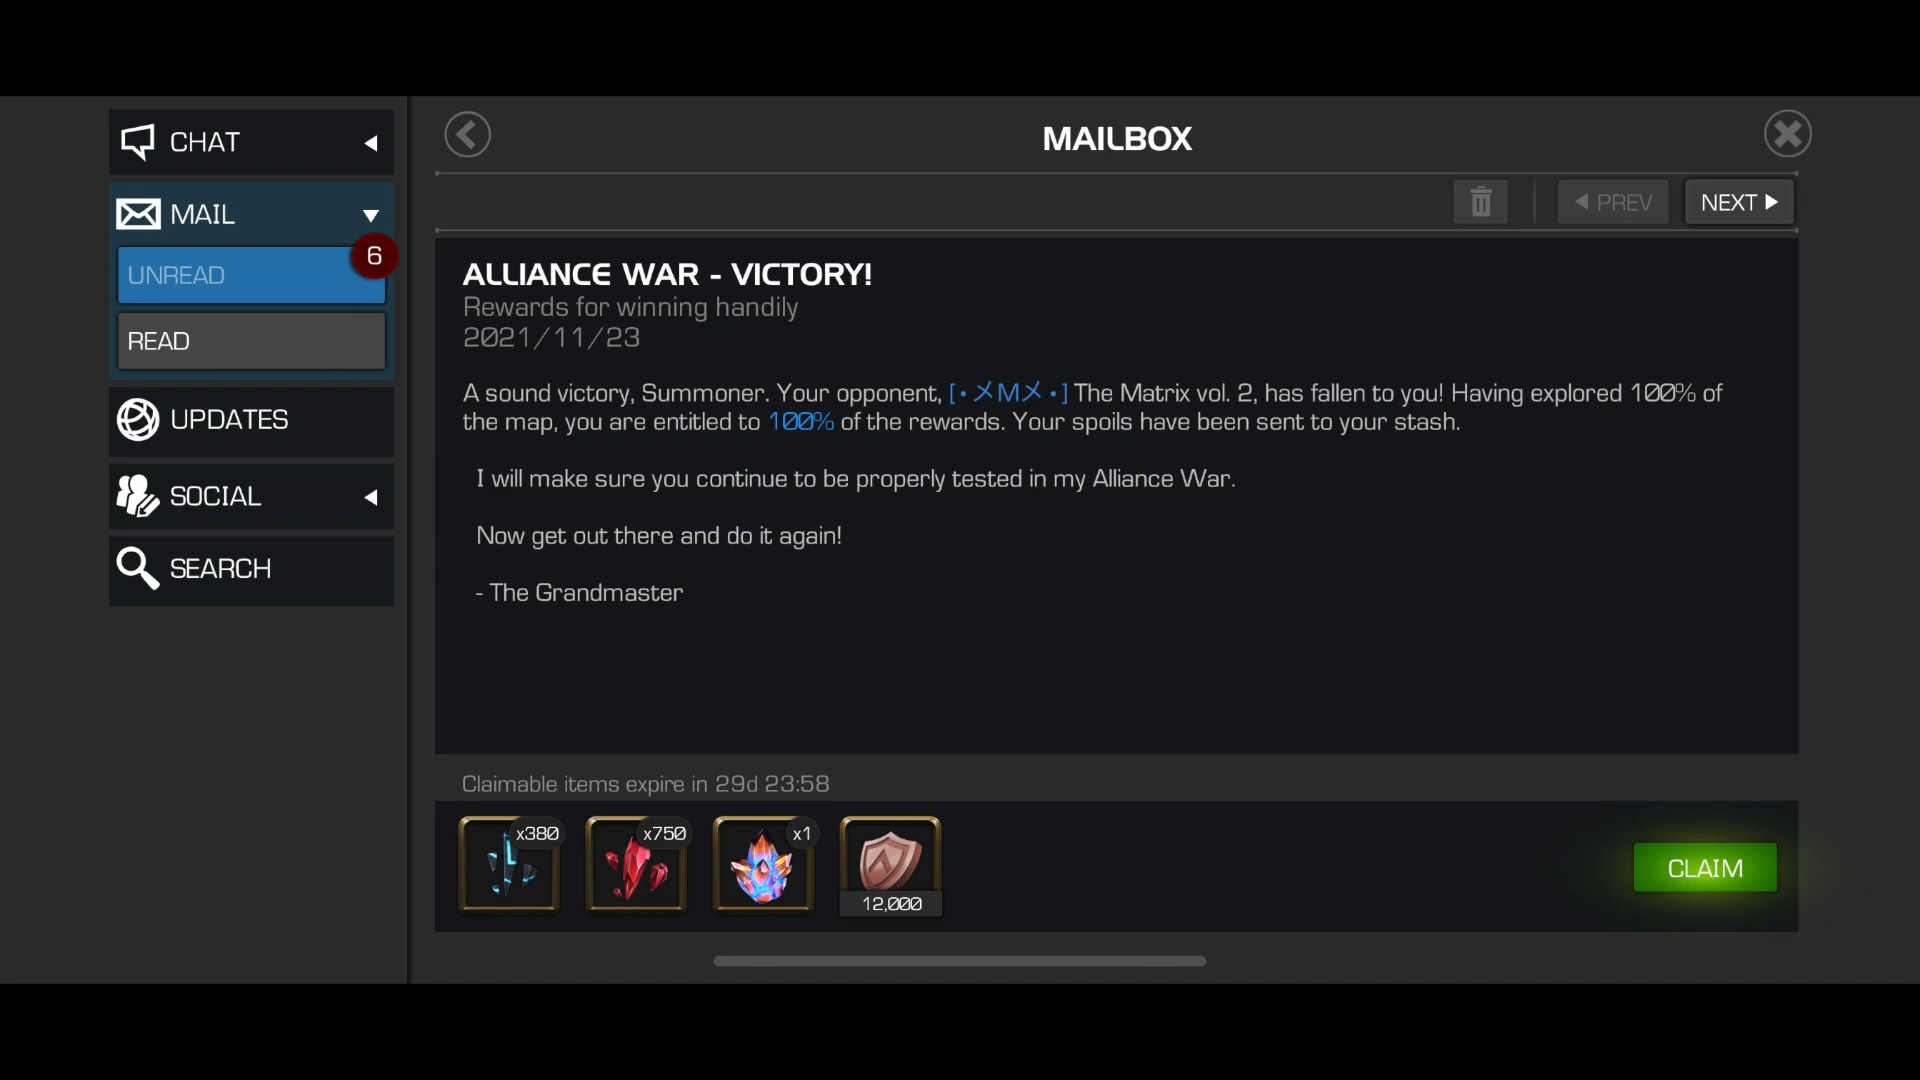 CHAT
MAIL
6
UNREAD
READ
UPDATES
SOCIAL
SEARCH
MAILBOX
PREV
NEXT
ALLIANCE WAR - VICTORY!
Rewards for winning handily
2021/11/23
A sound victory, Summoner. Your opponent, [•メMメ•] The Matrix vol. 2, has fallen to you! Having explored 100% of
the map, you are entitled to 100% of the rewards. Your spoils have been sent to your stash.
I will make sure you continue to be properly tested in my Alliance War.
Now get out there and do it again!
- The Grandmaster
Claimable items expire in 29d 23:58
x380
x750
x1
12,000
CLAIM